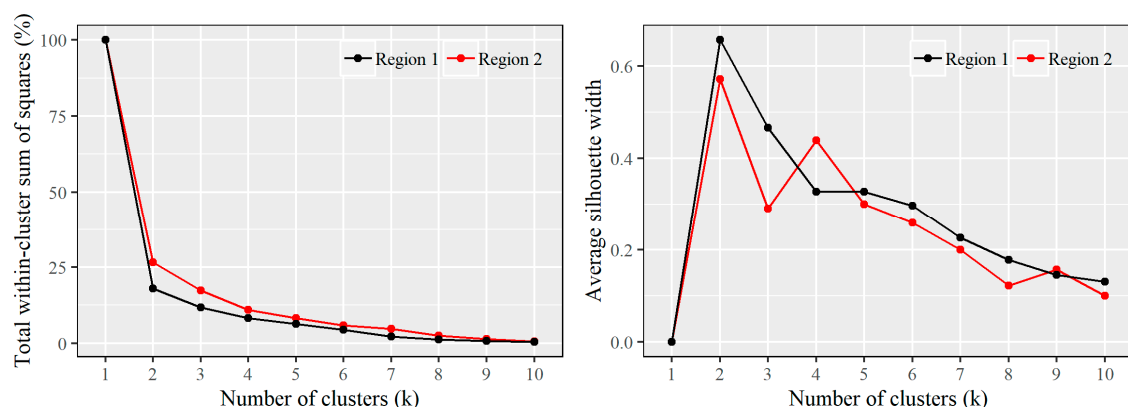 Total within-cluster sum of squares (%)
100
75
50
25
0
Region 1
Region 2
1 2 3 4 5 6 7 8 9 10
Number of clusters (k)
Average silhouette width
0.6
0.4
0.2
0.0
Region 1
Region 2
1 2 3 4 5 6 7 8 9 10
Number of clusters (k)